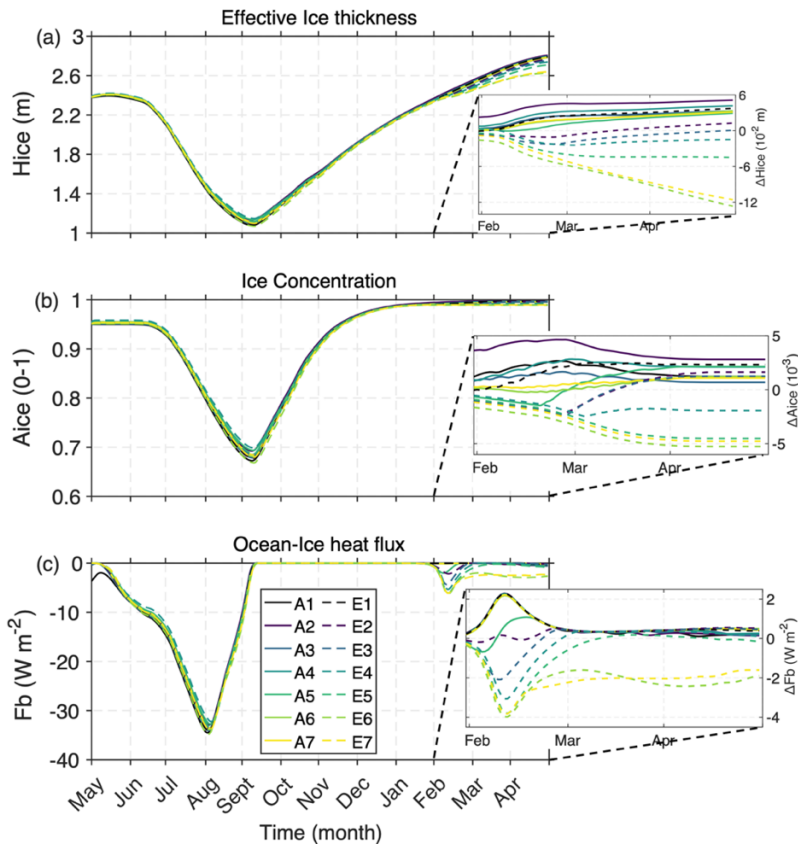 Effective Ice thickness
(a)
3
2.6
2.2
1.8
1.4
1
Hice (m)
6
0
-6
-12
ΔHice (10⁻² m)
Feb Mar Apr
Ice Concentration
(b)
1
0.9
0.8
0.7
0.6
Aice (0-1)
5
0
-5
ΔAice (10⁻³)
Feb Mar Apr
Ocean-Ice heat flux
(c)
0
-10
-20
-30
-40
Fb (W m⁻²)
A1 E1
A2 E2
A3 E3
A4 E4
A5 E5
A6 E6
A7 E7
2
0
-2
-4
ΔFb (W m⁻²)
Feb Mar Apr
May Jun Jul Aug Sept Oct Nov Dec Jan Feb Mar Apr
Time (month)